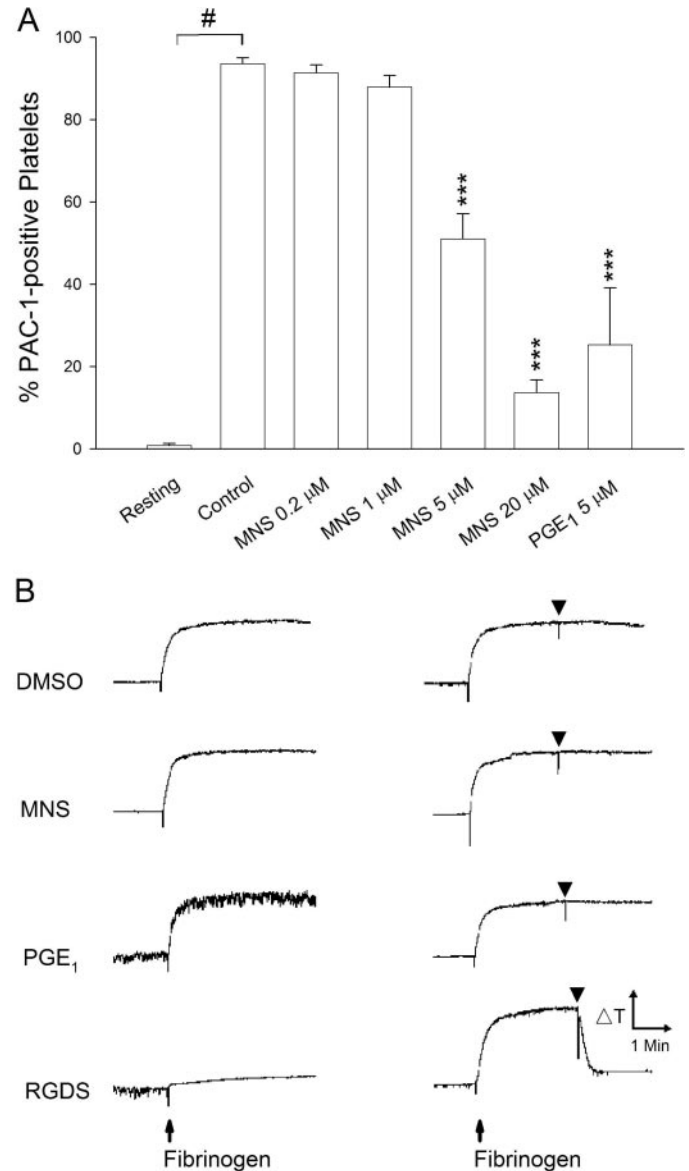 A
#
% PAC-1-positive Platelets
100
80
60
40
20
0
***
***
***
Resting
Control
MNS 0.2 μM
MNS 1 μM
MNS 5 μM
MNS 20 μM
PGE1 5 μM
B
DMSO
MNS
PGE1
RGDS
△T
1 Min
Fibrinogen
Fibrinogen